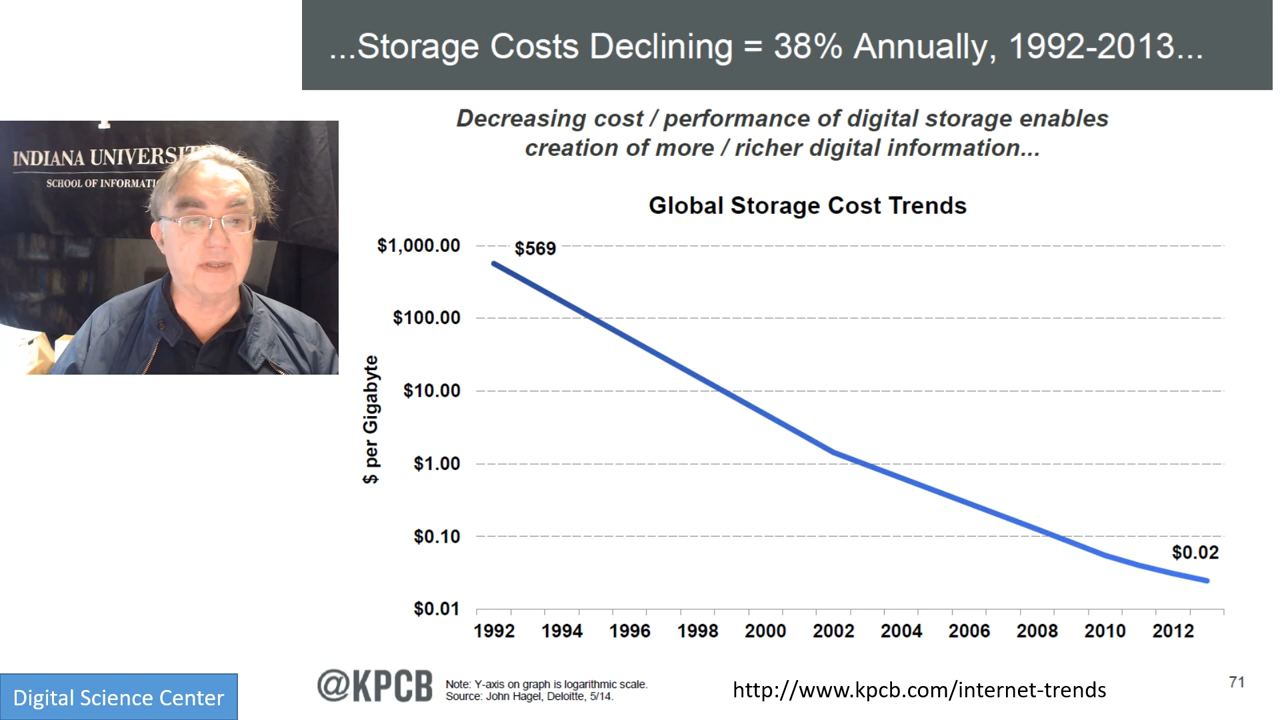 ...Storage Costs Declining = 38% Annually, 1992-2013...
Decreasing cost / performance of digital storage enables
creation of more / richer digital information...
INDIANA UNIVERSIT
SCHOOL OF INFORMATIO
Global Storage Cost Trends
$ per Gigabyte
$1,000.00
$100.00
$10.00
$1.00
$0.10
$0.01
$569
$0.02
1992 1994 1996 1998 2000 2002 2004 2006 2008 2010 2012
@KPCB
Note: Y-axis on graph is logarithmic scale.
Source: John Hagel, Deloitte, 5/14.
http://www.kpcb.com/internet-trends
71
Digital Science Center